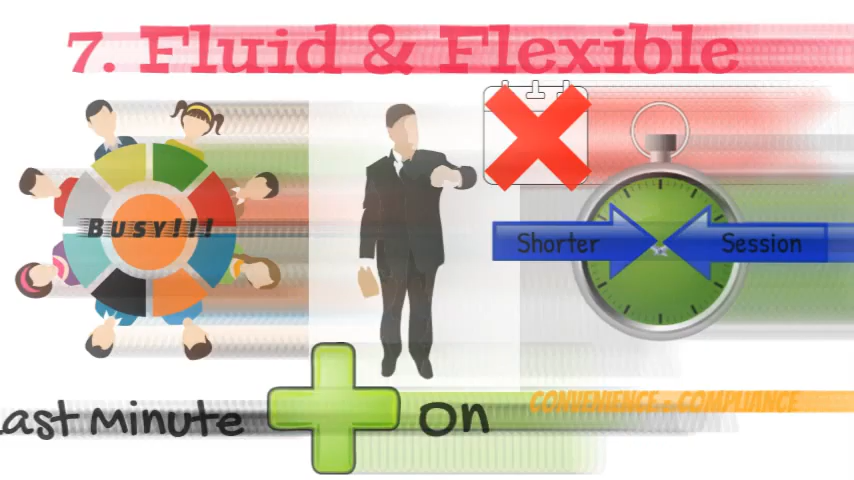 7. Fluid & Flexible
BUSY!!!
Shorter Session
ast Minute + on
CONVENIENCE = COMPLIANCE